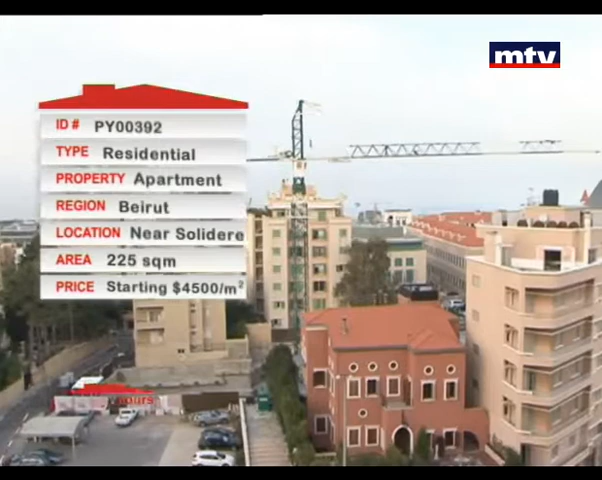 mtv
ID # PY00392
TYPE Residential
PROPERTY Apartment
REGION Beirut
LOCATION Near Solidere
AREA 225 sqm
PRICE Starting $4500/m²